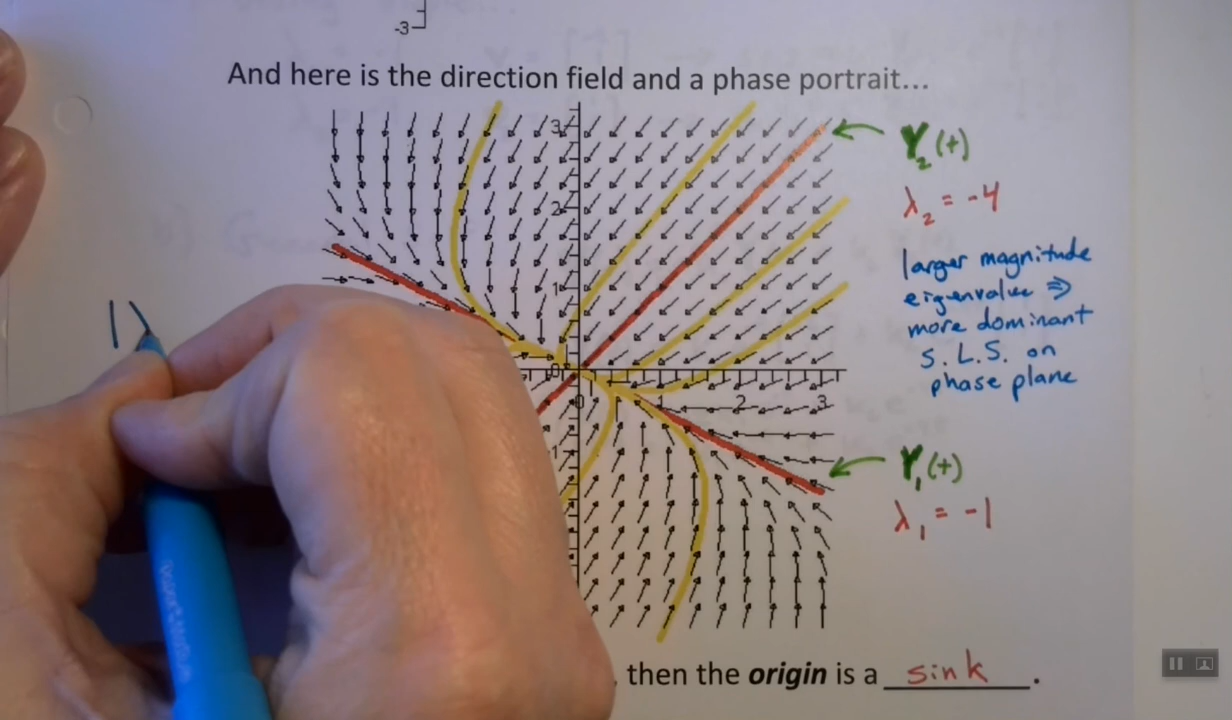 -3
And here is the direction field and a phase portrait...
3
2
1
0
0
1
2
3
Y₂(t)
λ₂ = -4
larger magnitude
eigenvalue ⇒
more dominant
S.L.S. on
phase plane
Y₁(t)
λ₁ = -1
then the origin is a sink.